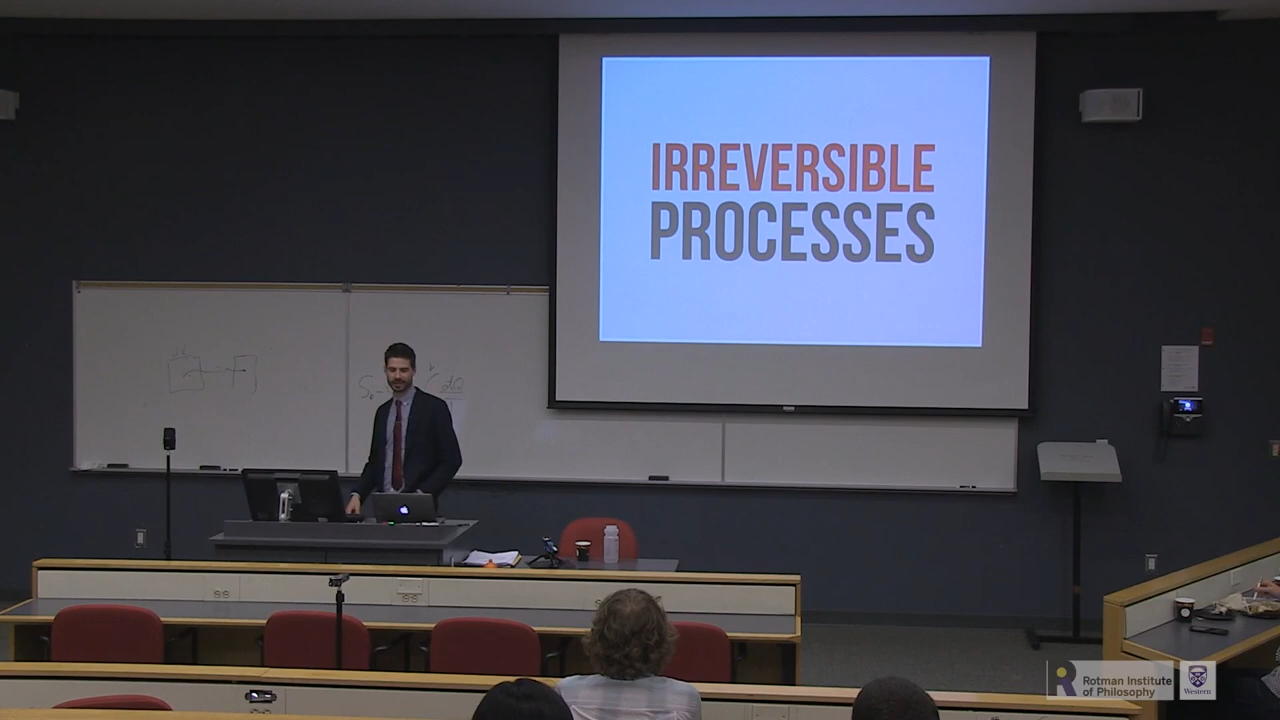 IRREVERSIBLE
PROCESSES
Rotman Institute
of Philosophy
Western